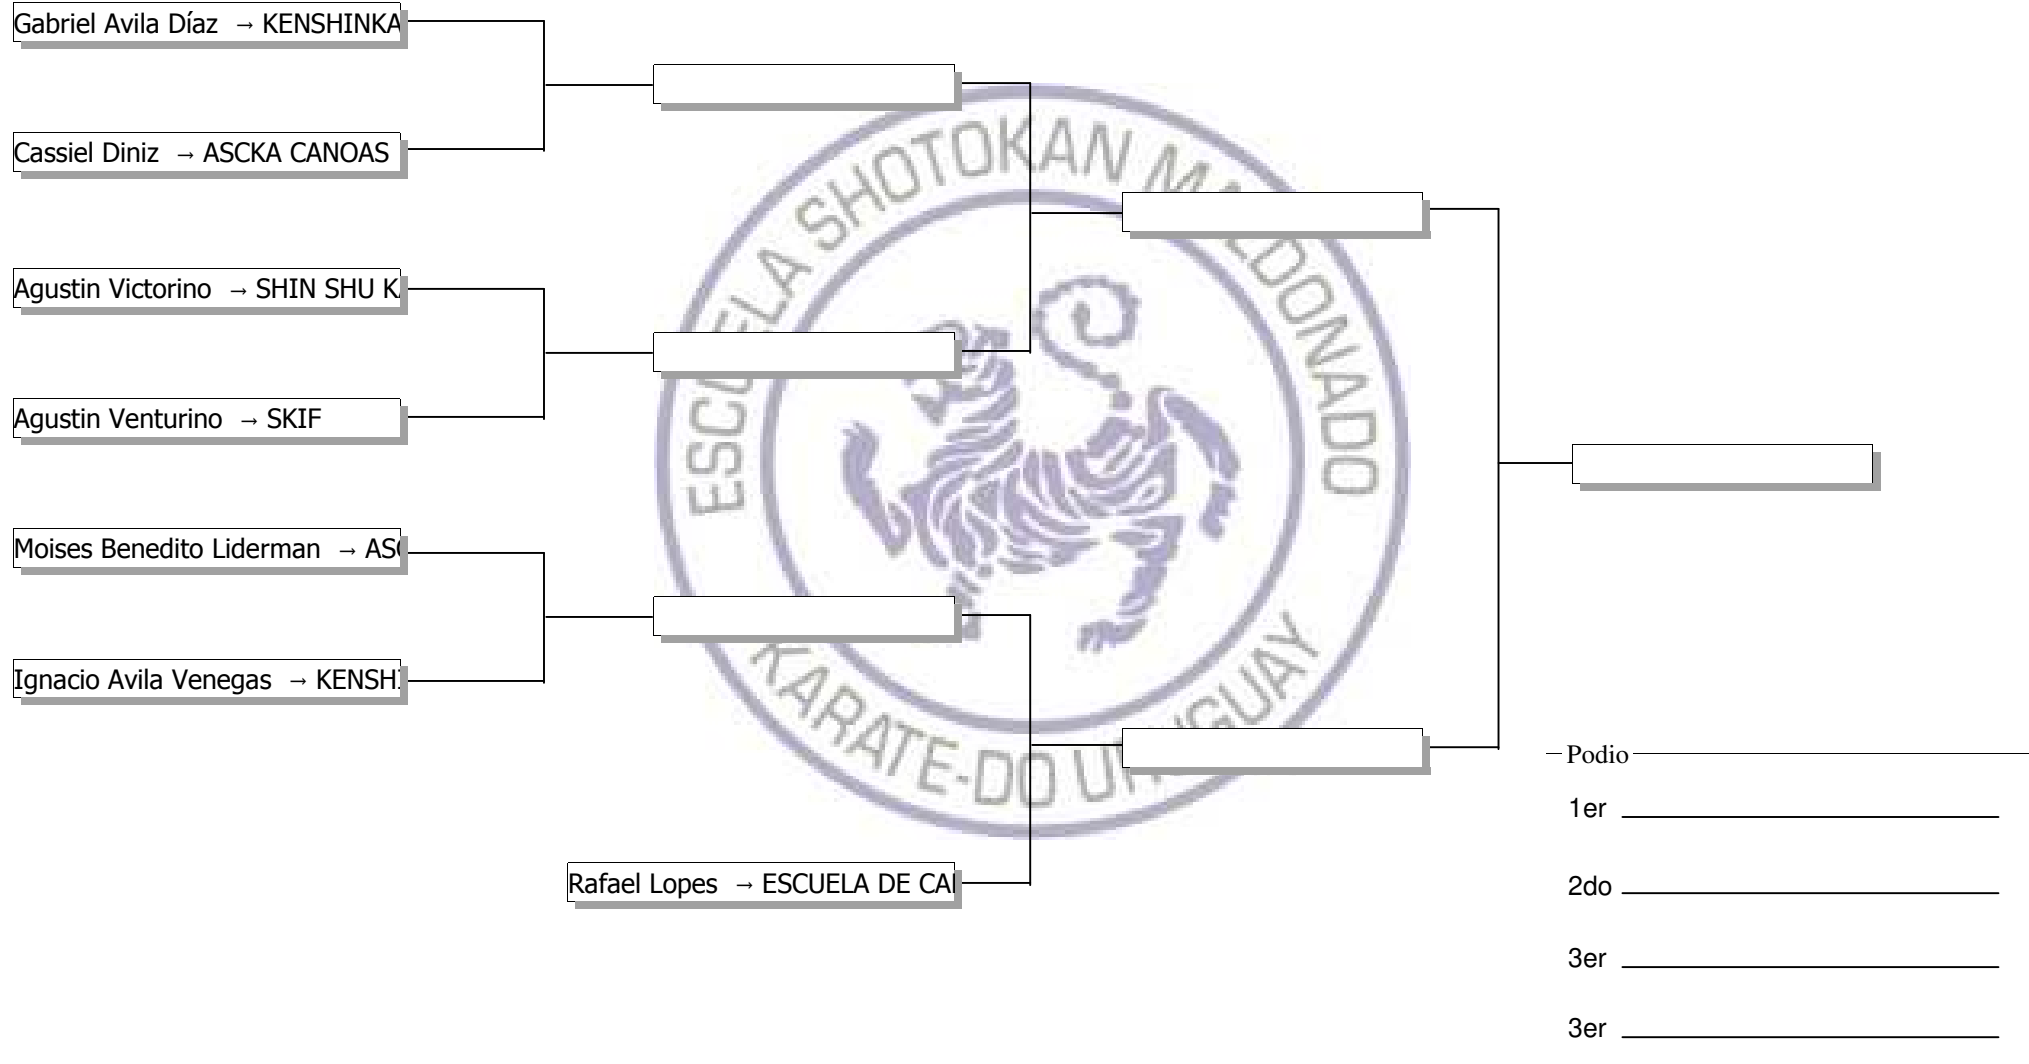 Gabriel Avila Díaz → KENSHINKA
Cassiel Diniz → ASCKA CANOAS
Agustin Victorino → SHIN SHU K
Agustin Venturino → SKIF
Moises Benedito Liderman → AS
Ignacio Avila Venegas → KENSH
Rafael Lopes → ESCUELA DE CA
ESCUELA SHOTOKAN MALDONADO
KARATE-DO URUGUAY
Podio
1er
2do
3er
3er